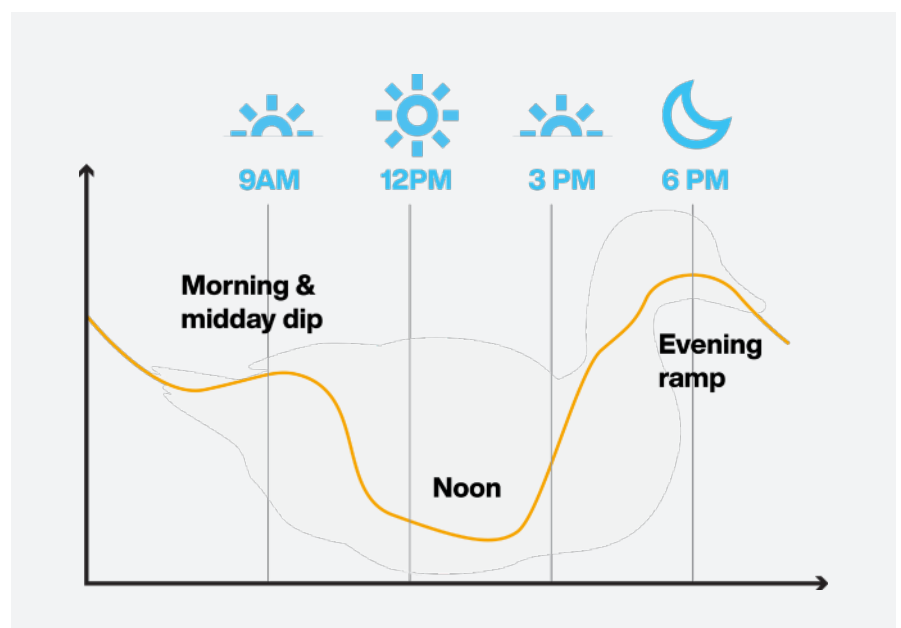 9AM
12PM
3 PM
6 PM
Morning &
midday dip
Evening
ramp
Noon